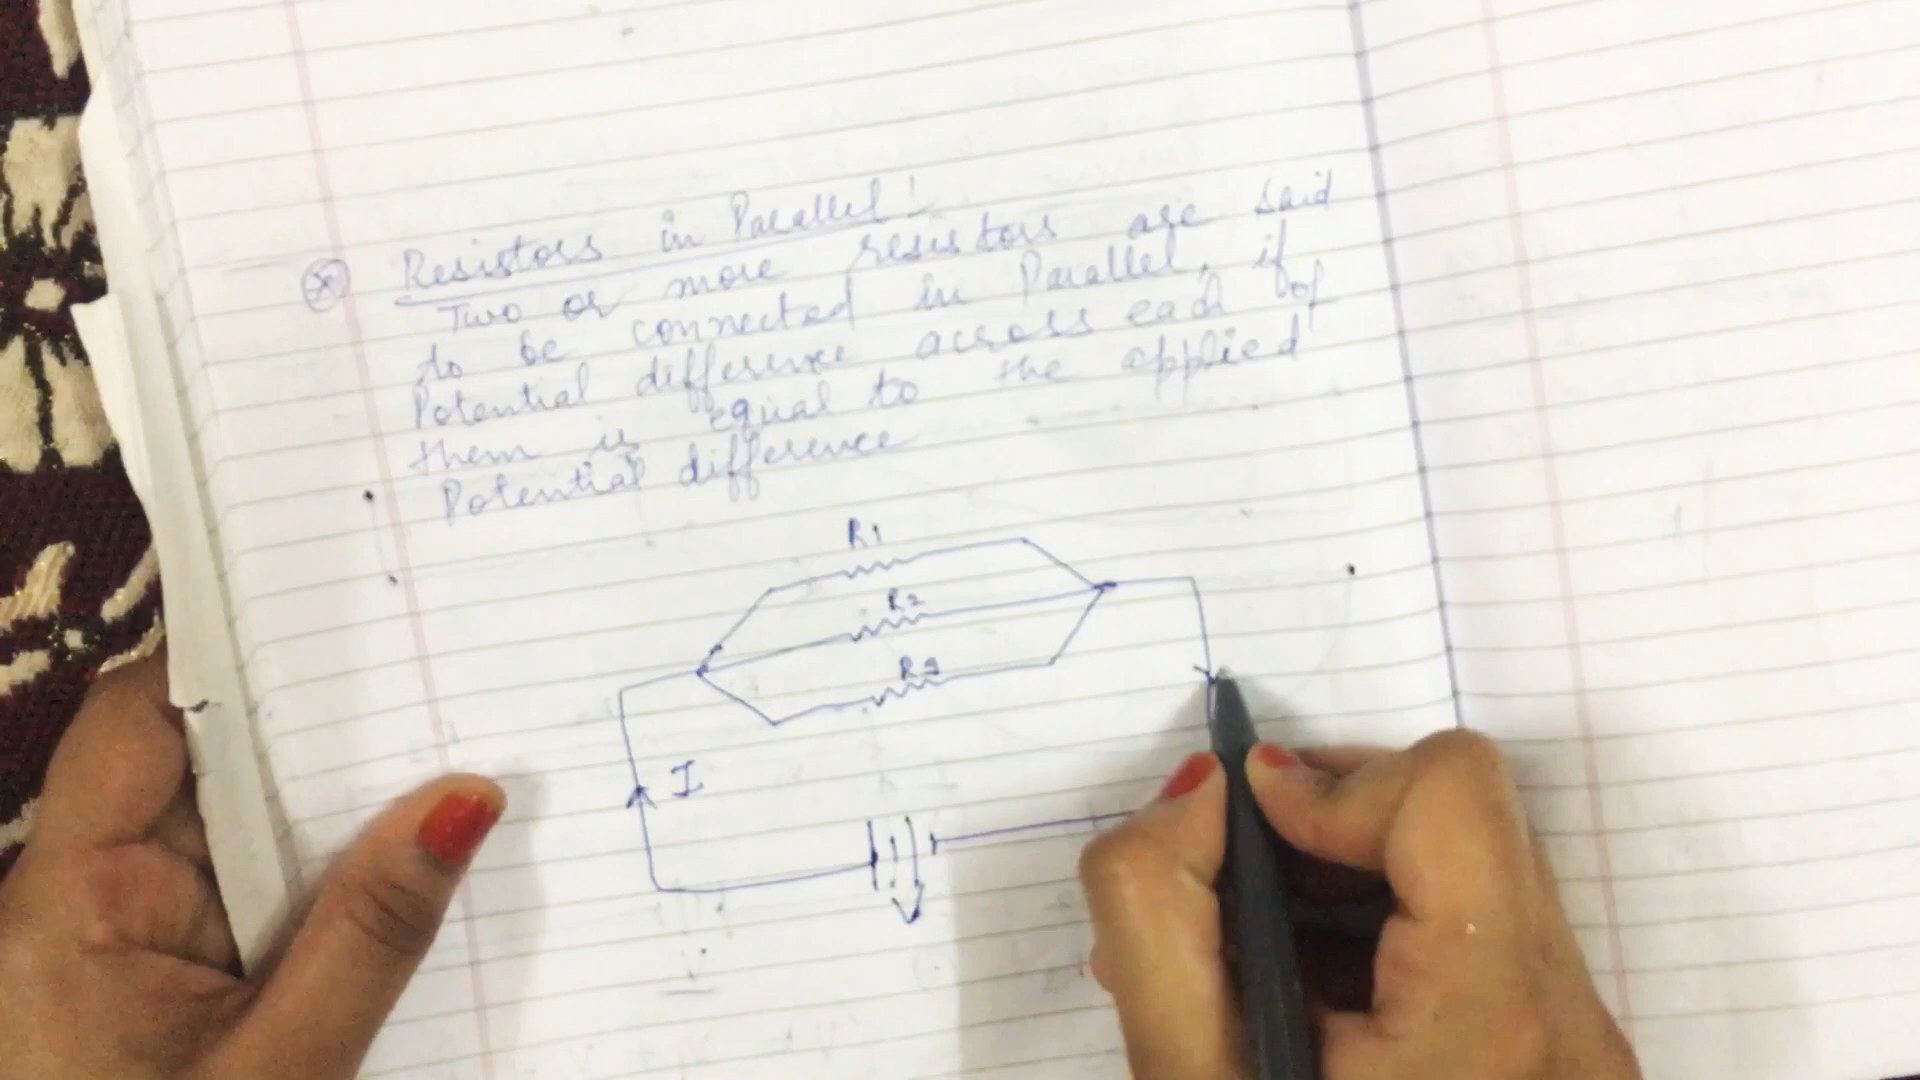 Resistors in Parallel!
Two or more resistors are said
to be connected in Parallel, if
Potential difference across each of
them is equal to the applied
Potential difference
R1
R2
R3
I
V